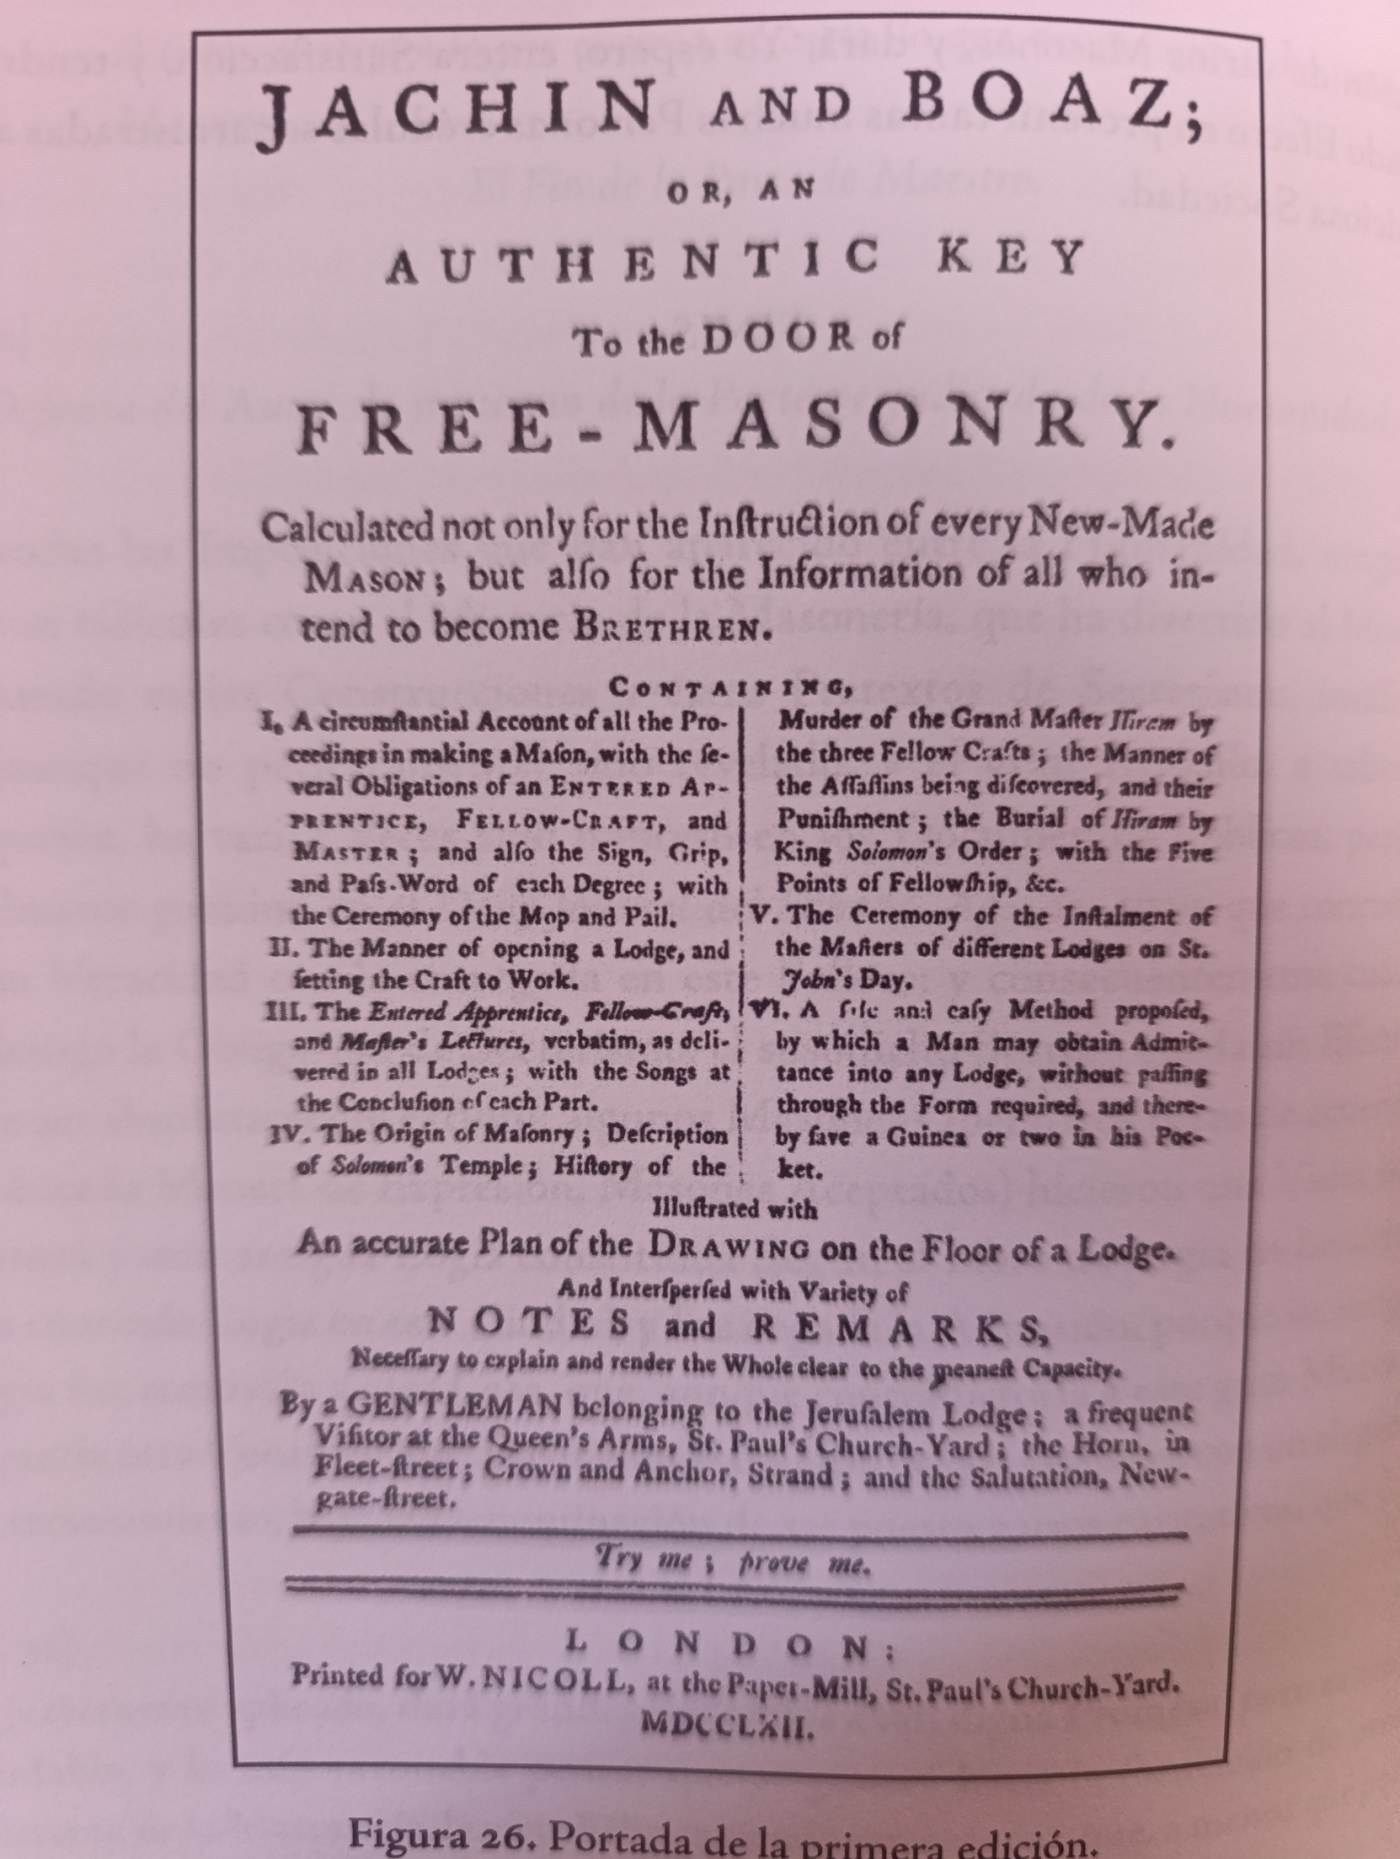 JACHIN AND BOAZ;
OR, AN
AUTHENTIC KEY
To the DOOR of
FREE-MASONRY.
Calculated not only for the Inſtruction of every New-Made
MASON; but alſo for the Information of all who in-
tend to become BRETHREN.
CONTAINING,
I. A circumſtantial Account of all the Pro-
ceedings in making a Maſon, with the ſe-
veral Obligations of an ENTERED AP-
PRENTICE, FELLOW-CRAFT, and
MASTER; and alſo the Sign, Grip,
and Paſs-Word of each Degree; with
the Ceremony of the Mop and Pail.
II. The Manner of opening a Lodge, and
ſetting the Craft to Work.
III. The Entered Apprentice, Fellow-Craft,
and Maſter's Lectures, verbatim, as deli-
vered in all Lodges; with the Songs at
the Concluſion of each Part.
IV. The Origin of Maſonry; Deſcription
of Solomon's Temple; Hiſtory of the
Murder of the Grand Maſter Hiram by
the three Fellow Crafts; the Manner of
the Aſſaſſins being diſcovered, and their
Puniſhment; the Burial of Hiram by
King Solomon's Order; with the Five
Points of Fellowſhip, &c.
V. The Ceremony of the Inſtalment of
the Maſters of different Lodges on St.
John's Day.
VI. A ſafe and eaſy Method propoſed,
by which a Man may obtain Admit-
tance into any Lodge, without paſſing
through the Form required, and there-
by ſave a Guinea or two in his Poc-
ket.
Illuſtrated with
An accurate Plan of the DRAWING on the Floor of a Lodge.
And Interſperſed with Variety of
NOTES and REMARKS,
Neceſſary to explain and render the Whole clear to the meaneſt Capacity.
By a GENTLEMAN belonging to the Jeruſalem Lodge; a frequent
Viſitor at the Queen's Arms, St. Paul's Church-Yard; the Horn, in
Fleet-ſtreet; Crown and Anchor, Strand; and the Salutation, New-
gate-ſtreet.
Try me; prove me.
LONDON:
Printed for W. NICOLL, at the Paper-Mill, St. Paul's Church-Yard.
MDCCLXII.
Figura 26. Portada de la primera edición.